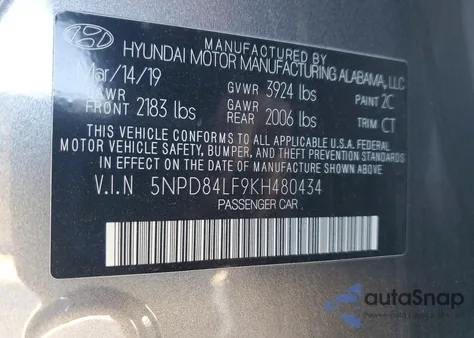 MANUFACTURED BY
HYUNDAI MOTOR MANUFACTURING ALABAMA, LLC
Mar/14/19 GVWR 3924 lbs PAINT 2C
GAWR FRONT 2183 lbs GAWR REAR 2006 lbs TRIM CT
THIS VEHICLE CONFORMS TO ALL APPLICABLE U.S.A. FEDERAL
MOTOR VEHICLE SAFETY, BUMPER, AND THEFT PREVENTION STANDARDS
IN EFFECT ON THE DATE OF MANUFACTURE SHOWN ABOVE.
V.I.N 5NPD84LF9KH480434
PASSENGER CAR
autoSnap